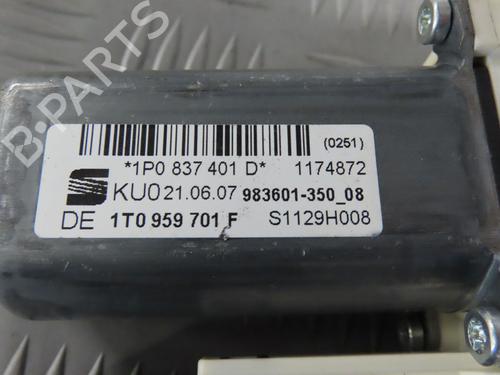 B-PARTS
(0251)
*1P0 837 401 D* 1174872
KU0 21.06.07 983601-350_08
DE 1T0 959 701 F S1129H008